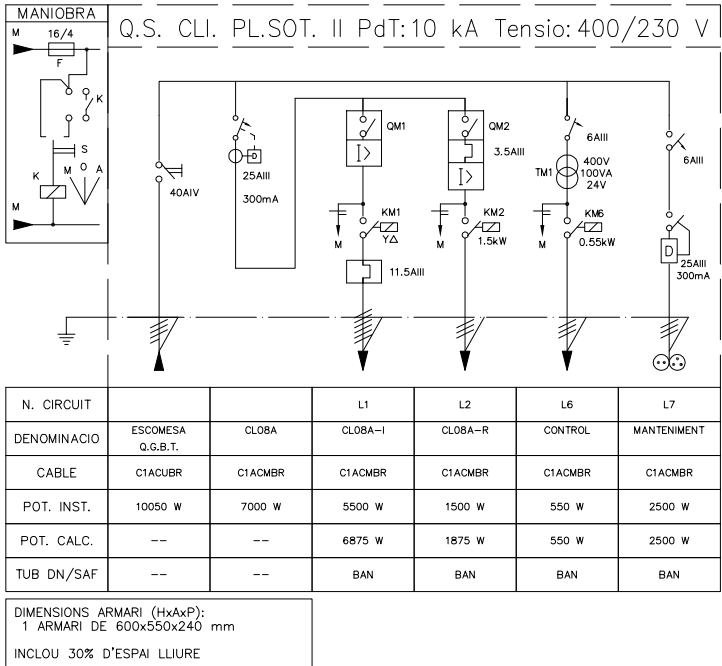 MANIOBRA
Q.S. CLI. PL.SOT. II PdT:10 kA Tensio:400/230 V
M
16/4
F
K
S
M O A
K
M
40AIV
25AIII
300mA
D
QM1
I>
M
KM1
Y△
11.5AIII
QM2
3.5AIII
I>
M
KM2
1.5kW
6AIII
TM1
400V
100VA
24V
M
KM6
0.55kW
6AIII
D
25AIII
300mA
N. CIRCUIT L1 L2 L6 L7
DENOMINACIO ESCOMESA Q.G.B.T. CL08A CL08A-I CL08A-R CONTROL MANTENIMENT
CABLE C1ACUBR C1ACMBR C1ACMBR C1ACMBR C1ACMBR C1ACMBR
POT. INST. 10050 W 7000 W 5500 W 1500 W 550 W 2500 W
POT. CALC. -- -- 6875 W 1875 W 550 W 2500 W
TUB DN/SAF -- -- BAN BAN BAN BAN
DIMENSIONS ARMARI (HxAxP):
1 ARMARI DE 600x550x240 mm
INCLOU 30% D'ESPAI LLIURE